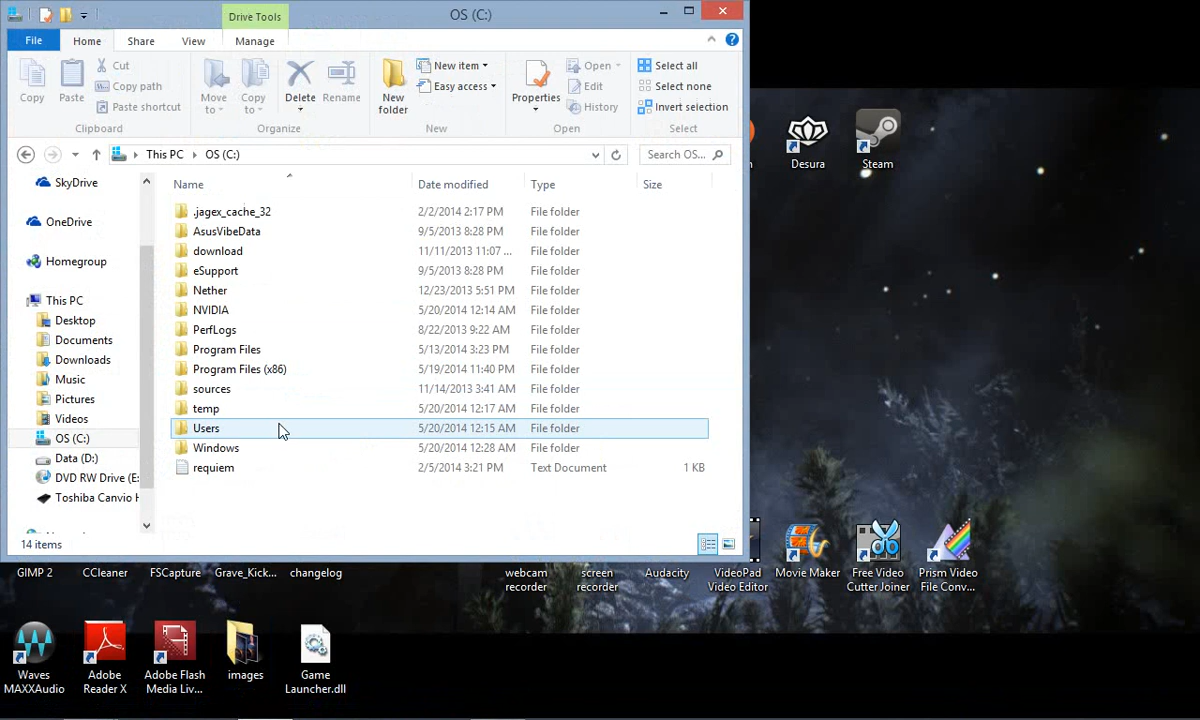 Drive Tools
OS (C:)
File
Home
Share
View
Manage
Copy
Paste
Cut
Copy path
Paste shortcut
Clipboard
Move to
Copy to
Delete
Rename
Organize
New folder
New item
Easy access
New
Properties
Open
Edit
History
Open
Select all
Select none
Invert selection
Select
This PC
OS (C:)
Search OS...
SkyDrive
OneDrive
Homegroup
This PC
Desktop
Documents
Downloads
Music
Pictures
Videos
OS (C:)
Data (D:)
DVD RW Drive (E:
Toshiba Canvio H
Name Date modified Type Size
.jagex_cache_32 2/2/2014 2:17 PM File folder
AsusVibeData 9/5/2013 8:28 PM File folder
download 11/11/2013 11:07 ... File folder
eSupport 9/5/2013 8:28 PM File folder
Nether 12/23/2013 5:51 PM File folder
NVIDIA 5/20/2014 12:14 AM File folder
PerfLogs 8/22/2013 9:22 AM File folder
Program Files 5/13/2014 3:23 PM File folder
Program Files (x86) 5/19/2014 11:40 PM File folder
sources 11/14/2013 3:41 AM File folder
temp 5/20/2014 12:17 AM File folder
Users 5/20/2014 12:15 AM File folder
Windows 5/20/2014 12:28 AM File folder
requiem 2/5/2014 3:21 PM Text Document 1 KB
14 items
Desura
Steam
GIMP 2
CCleaner
FSCapture
Grave_Kick...
changelog
webcam
recorder
screen
recorder
Audacity
VideoPad
Video Editor
Movie Maker
Free Video
Cutter Joiner
Prism Video
File Conv...
Waves
MAXXAudio
Adobe
Reader X
Adobe Flash
Media Liv...
images
Game
Launcher.dll